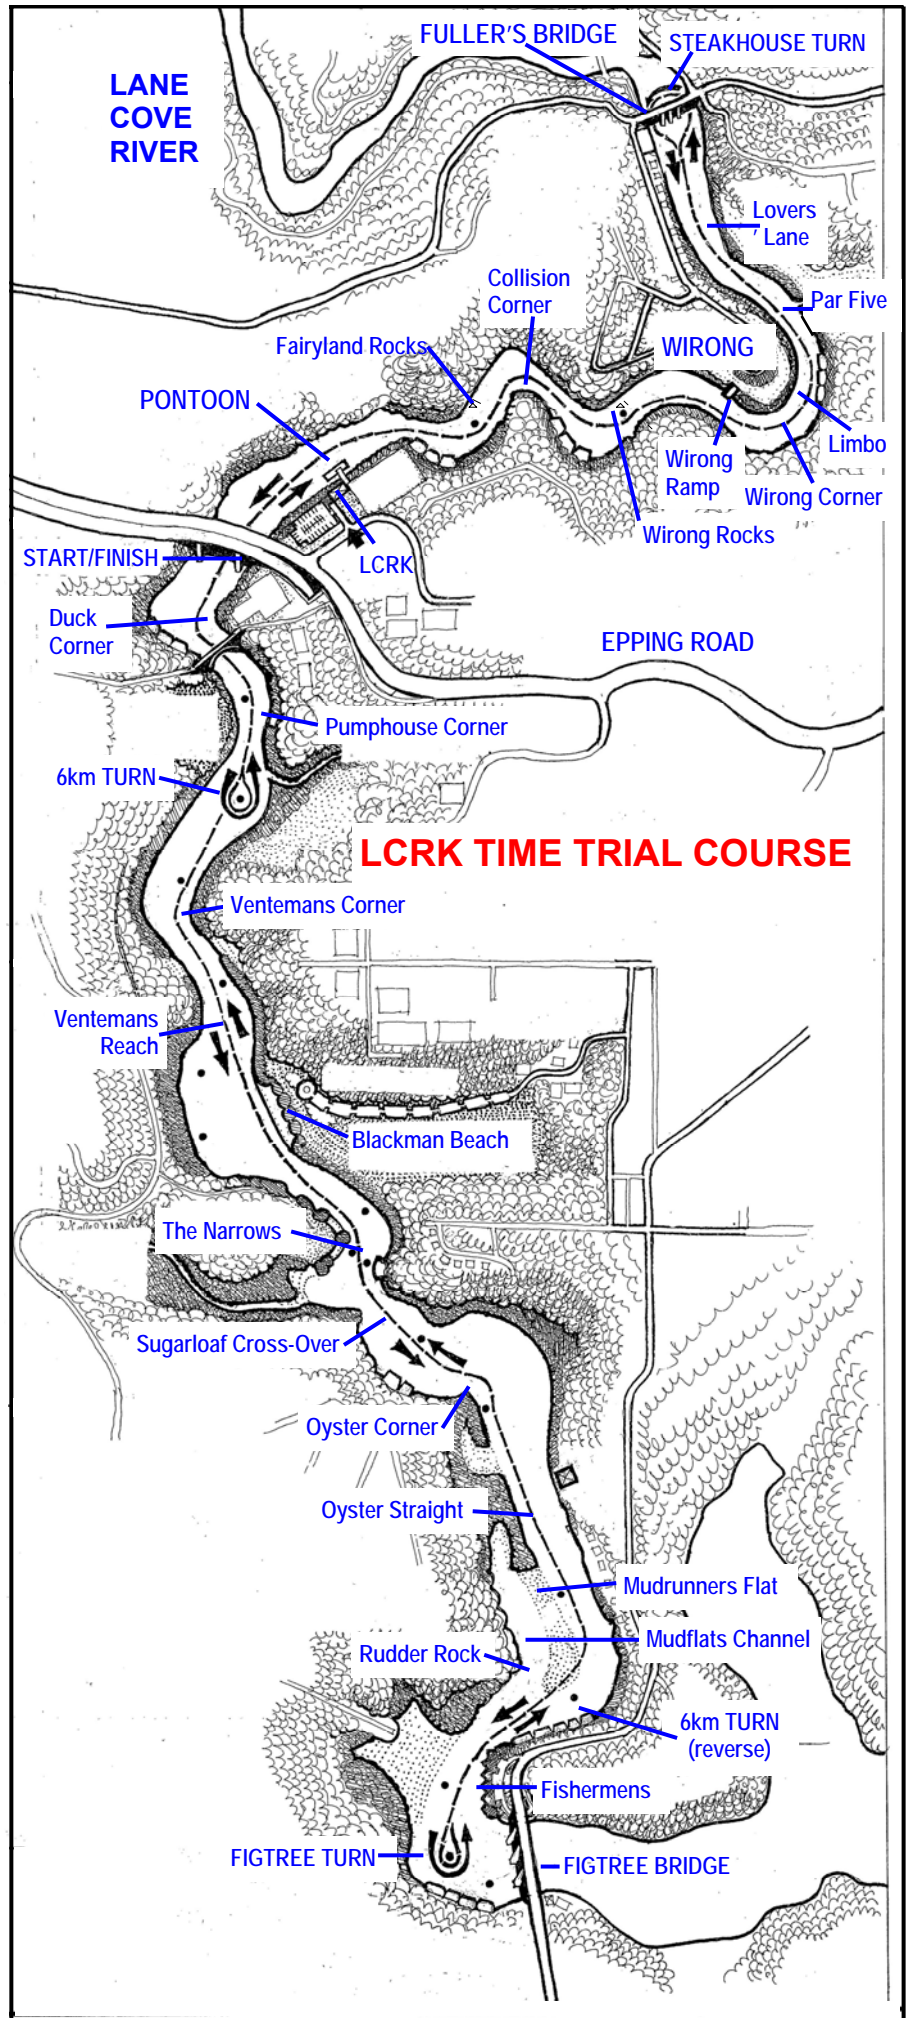 FULLER'S BRIDGE
STEAKHOUSE TURN
LANE
COVE
RIVER
Lovers
' Lane
Collision
Corner
Par Five
Fairyland Rocks
WIRONG
PONTOON
Limbo
Wirong
Ramp
Wirong Corner
Wirong Rocks
START/FINISH
LCRK
Duck
Corner
EPPING ROAD
Pumphouse Corner
6km TURN
LCRK TIME TRIAL COURSE
Ventemans Corner
Ventemans
Reach
Blackman Beach
The Narrows
Sugarloaf Cross-Over
Oyster Corner
Oyster Straight
Mudrunners Flat
Mudflats Channel
Rudder Rock
6km TURN
(reverse)
Fishermens
FIGTREE TURN
FIGTREE BRIDGE